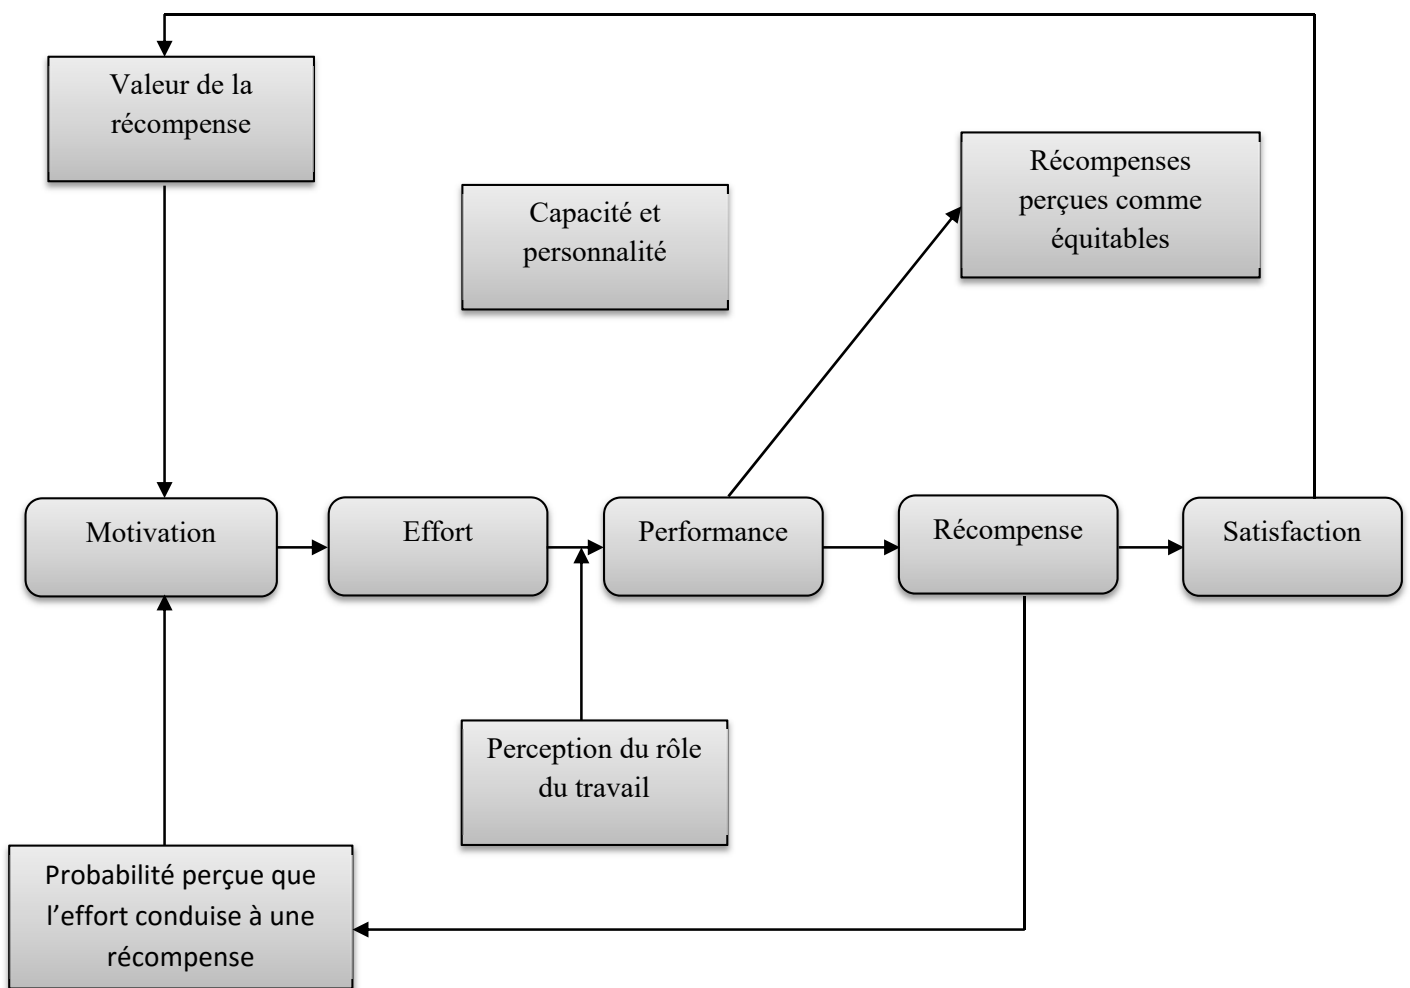 Valeur de la
récompense
Récompenses
perçues comme
équitables
Capacité et
personnalité
Motivation
Effort
Performance
Récompense
Satisfaction
Perception du rôle
du travail
Probabilité perçue que
l'effort conduise à une
récompense